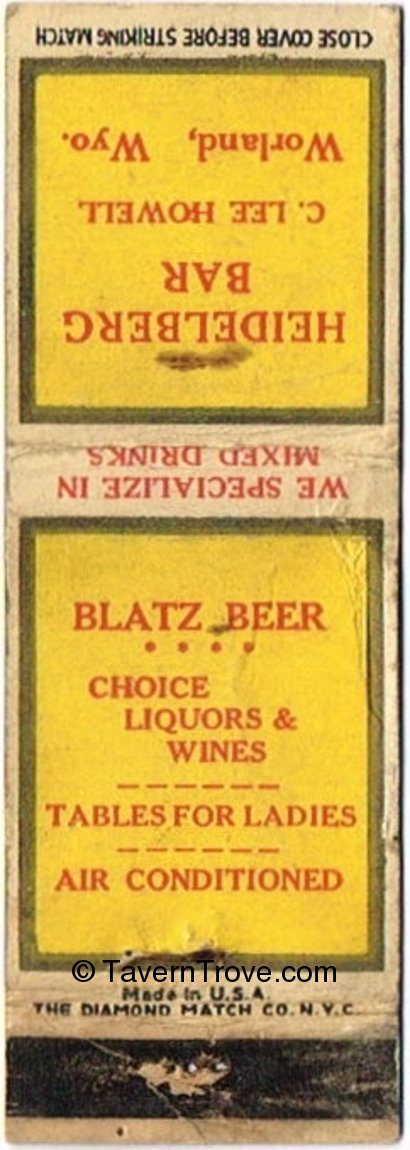 CLOSE COVER BEFORE STRIKING MATCH
HEIDELBERG
BAR
C. LEE HOWELL
Worland, Wyo.
WE SPECIALIZE IN
MIXED DRINKS
BLATZ BEER
CHOICE
LIQUORS &
WINES
TABLES FOR LADIES
AIR CONDITIONED
© TavernTrove.com
Made in U.S.A.
THE DIAMOND MATCH CO. N.Y.C.